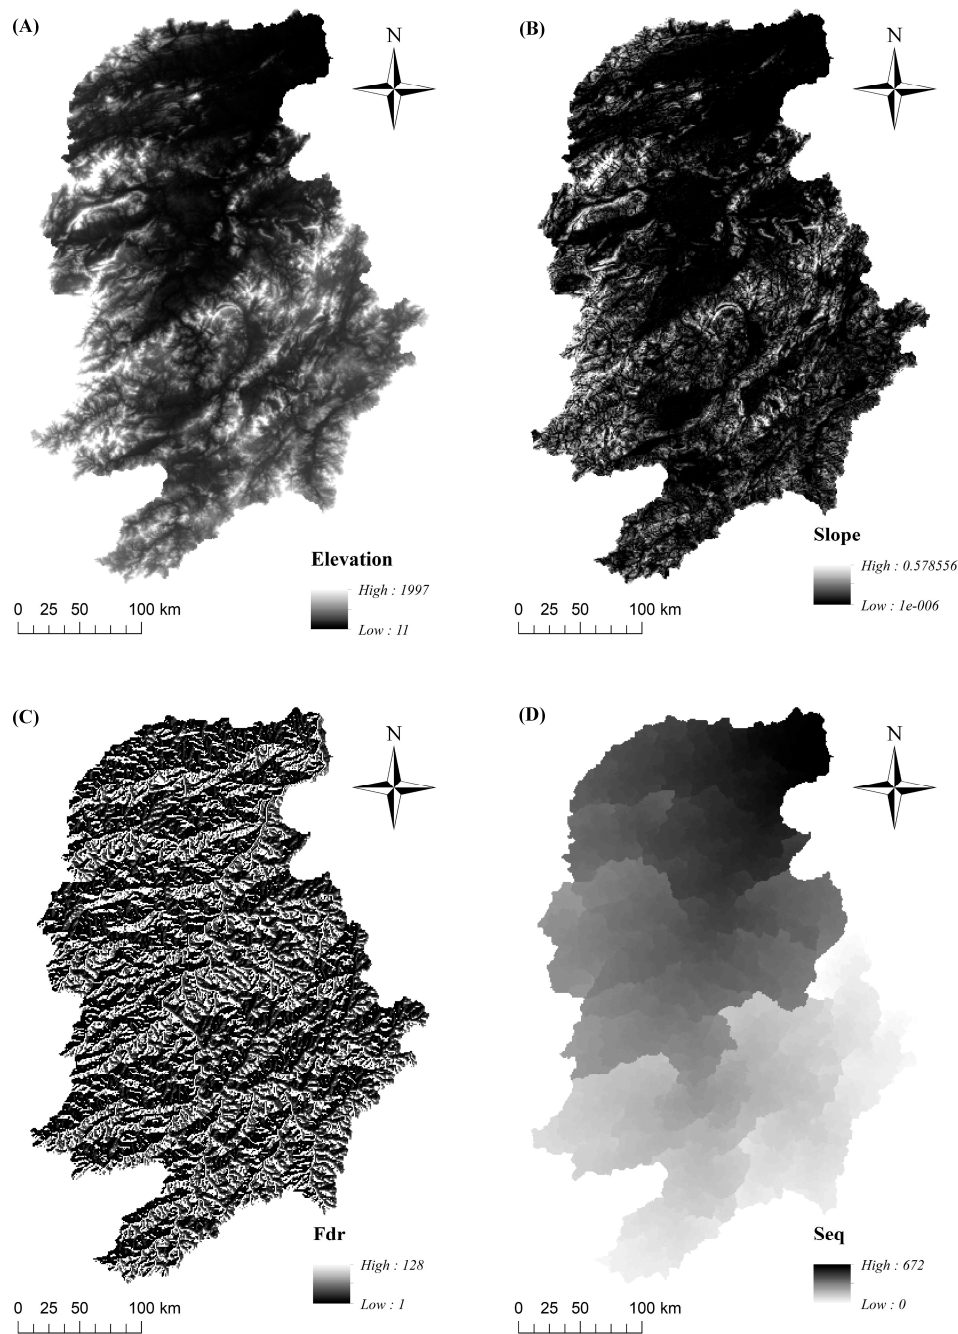 (A)
N
Elevation
High : 1997
Low : 11
0 25 50 100 km
(B)
N
Slope
High : 0.578556
Low : 1e-006
0 25 50 100 km
(C)
N
Fdr
High : 128
Low : 1
0 25 50 100 km
(D)
N
Seq
High : 672
Low : 0
0 25 50 100 km